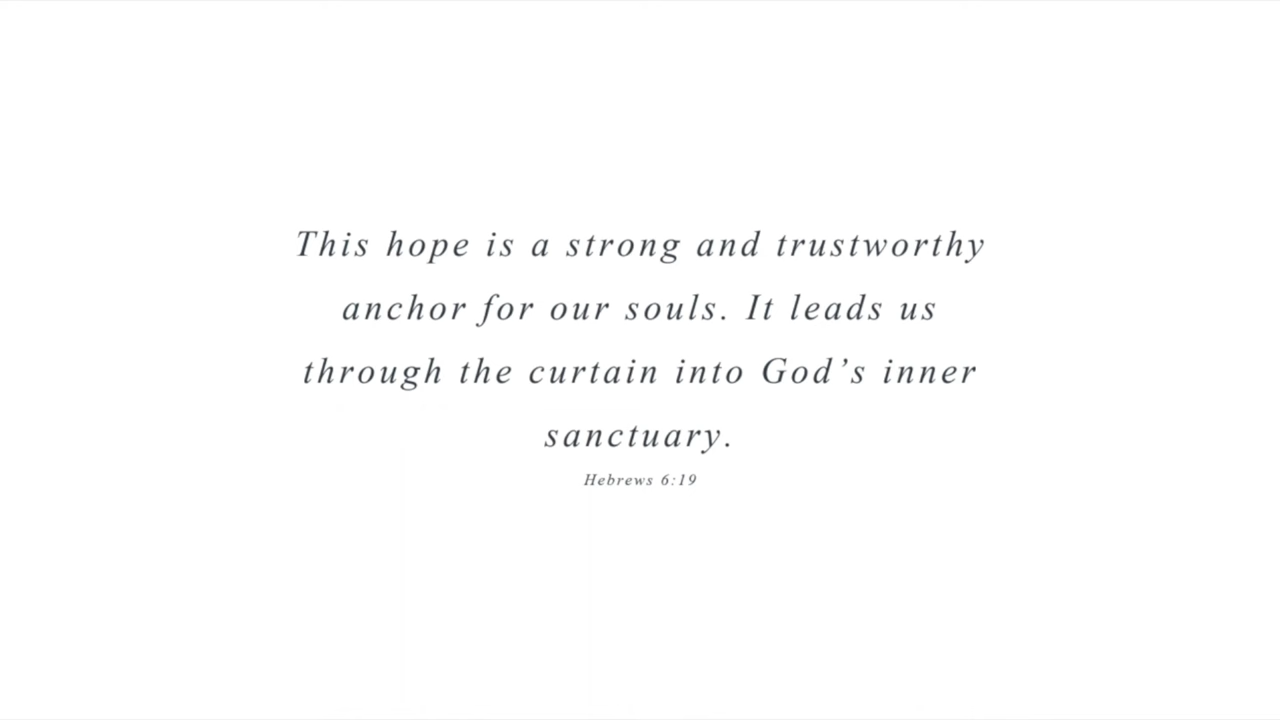 This hope is a strong and trustworthy
anchor for our souls. It leads us
through the curtain into God’s inner
sanctuary.
Hebrews 6:19